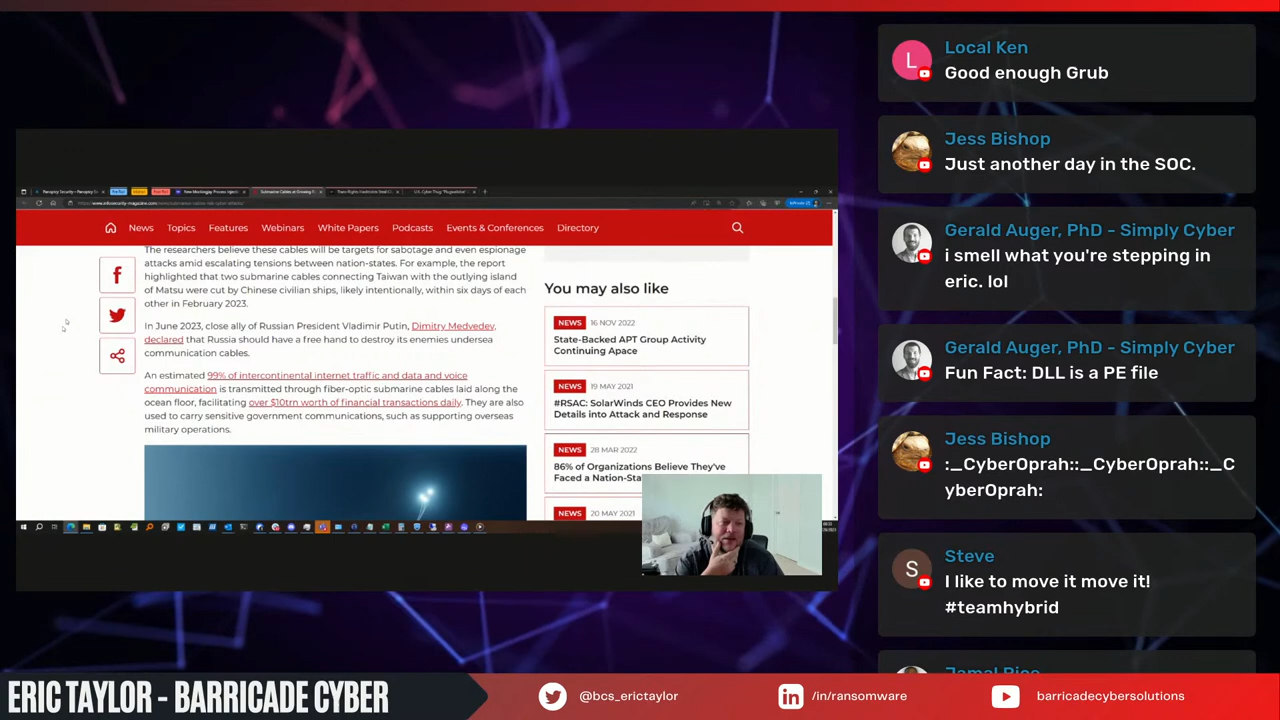 Submarine Cables at Growing
News Topics Features Webinars White Papers Podcasts Events & Conferences Directory
The researchers believe these cables will be targets for sabotage and even espionage
attacks amid escalating tensions between nation-states. For example, the report
highlighted that two submarine cables connecting Taiwan with the outlying island
of Matsu were cut by Chinese civilian ships, likely intentionally, within six days of each
other in February 2023.
In June 2023, close ally of Russian President Vladimir Putin, Dimitry Medvedev,
declared that Russia should have a free hand to destroy its enemies undersea
communication cables.
An estimated 99% of intercontinental internet traffic and data and voice
communication is transmitted through fiber-optic submarine cables laid along the
ocean floor, facilitating over $10trn worth of financial transactions daily. They are also
used to carry sensitive government communications, such as supporting overseas
military operations.
You may also like
NEWS 16 NOV 2022
State-Backed APT Group Activity
Continuing Apace
NEWS 19 MAY 2021
#RSAC: SolarWinds CEO Provides New
Details into Attack and Response
NEWS 28 MAR 2022
86% of Organizations Believe They've
Faced a Nation-Sta
NEWS 20 MAY 2021
Local Ken
Good enough Grub
Jess Bishop
Just another day in the SOC.
Gerald Auger, PhD - Simply Cyber
i smell what you're stepping in
eric. lol
Gerald Auger, PhD - Simply Cyber
Fun Fact: DLL is a PE file
Jess Bishop
:_CyberOprah::_CyberOprah::_C
yberOprah:
Steve
I like to move it move it!
#teamhybrid
Jamal Rice
ERIC TAYLOR - BARRICADE CYBER
@bcs_erictaylor
/in/ransomware
barricadecybersolutions